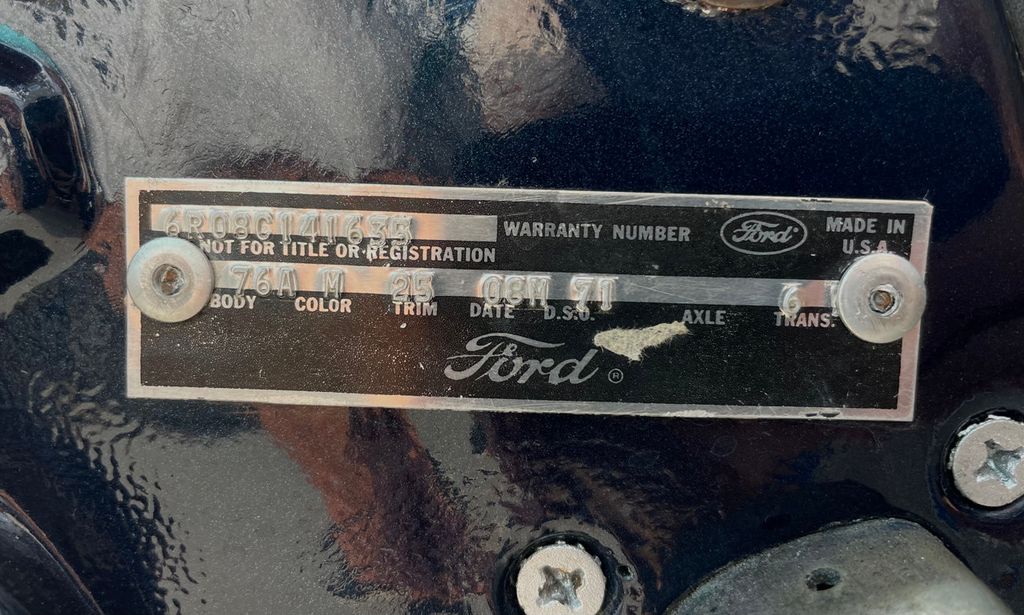 6R08C141635 WARRANTY NUMBER Ford MADE IN
NOT FOR TITLE OR REGISTRATION U.S.A
76A M 25 08M 71 6
BODY COLOR TRIM DATE D.S.O. AXLE TRANS.
Ford ®